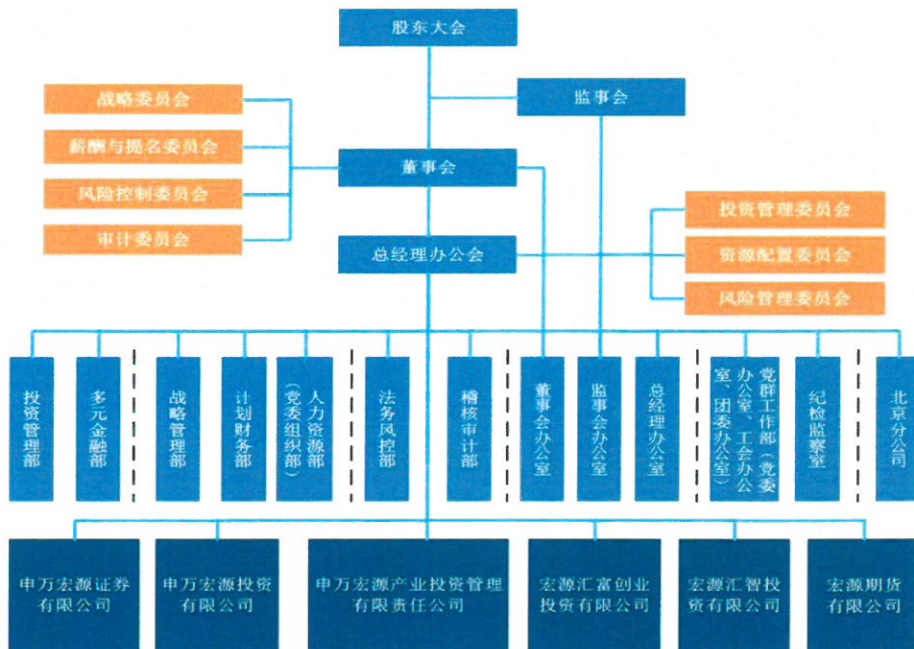 股东大会
监事会
战略委员会
薪酬与提名委员会
董事会
风险控制委员会
投资管理委员会
审计委员会
总经理办公会
资源配置委员会
风险管理委员会
投资管理部
多元金融部
战略管理部
计划财务部
人力资源部
（党委组织部）
法务风控部
稽核审计部
董事会办公室
监事会办公室
总经理办公室
党群工作部（党委
办公室、工会办公
室、团委办公室）
纪检监察室
北京分公司
申万宏源证券
有限公司
申万宏源投资
有限公司
申万宏源产业投资管理
有限责任公司
宏源汇富创业
投资有限公司
宏源汇智投
资有限公司
宏源期货
有限公司